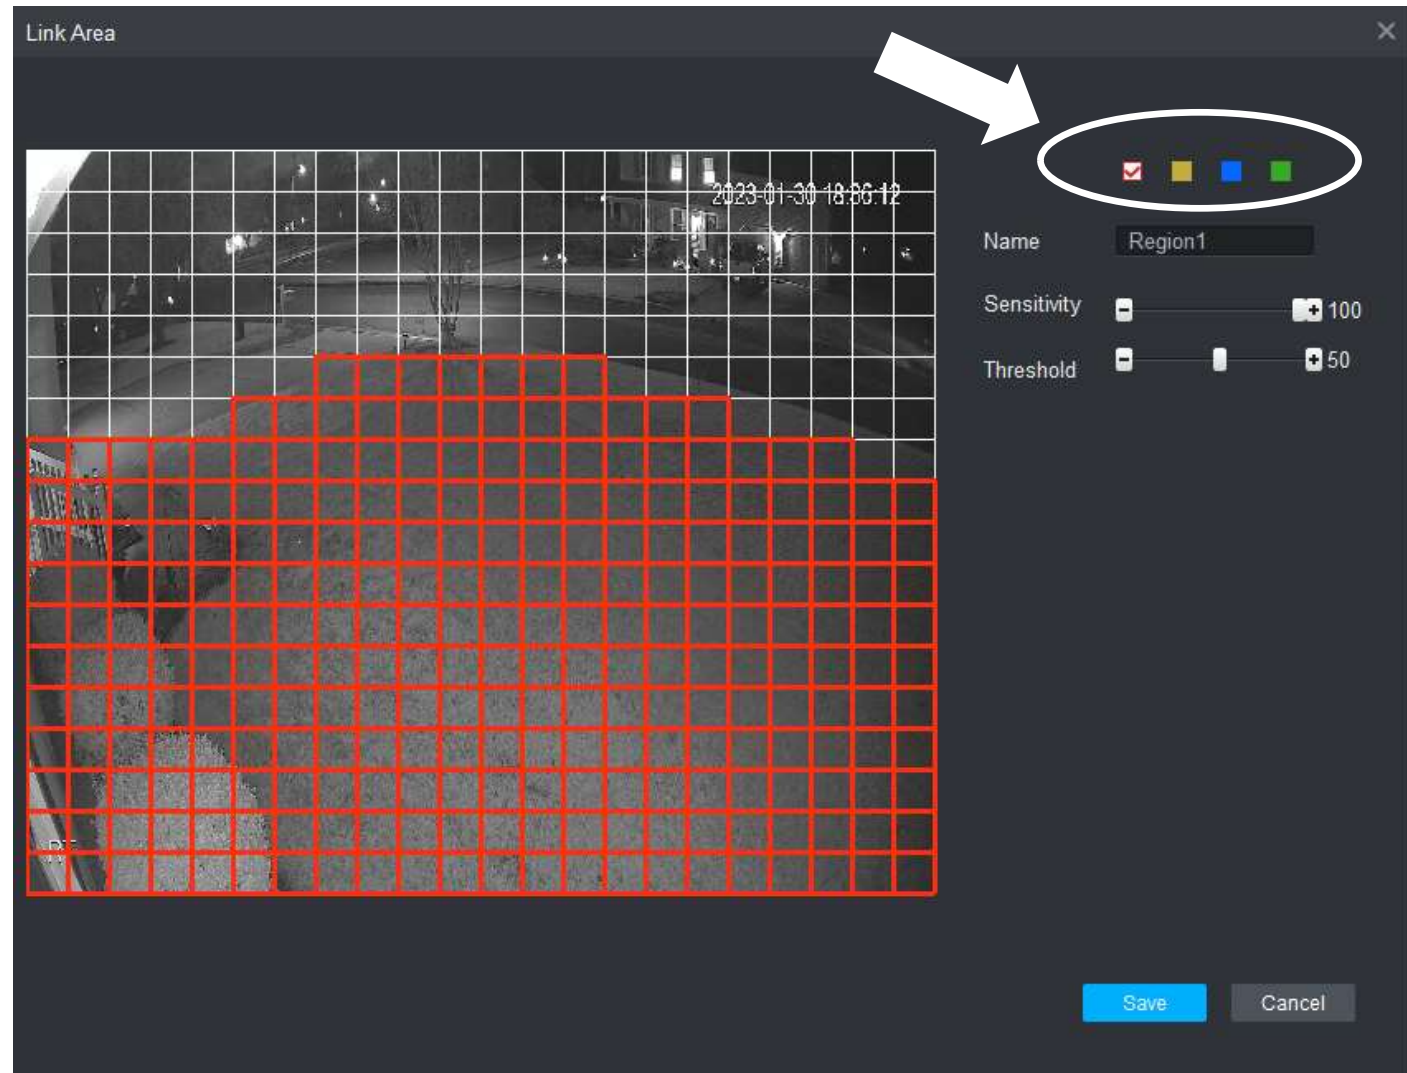 Link Area
2023-01-30 18:36:12
Name Region1
Sensitivity 100
Threshold 50
Save Cancel